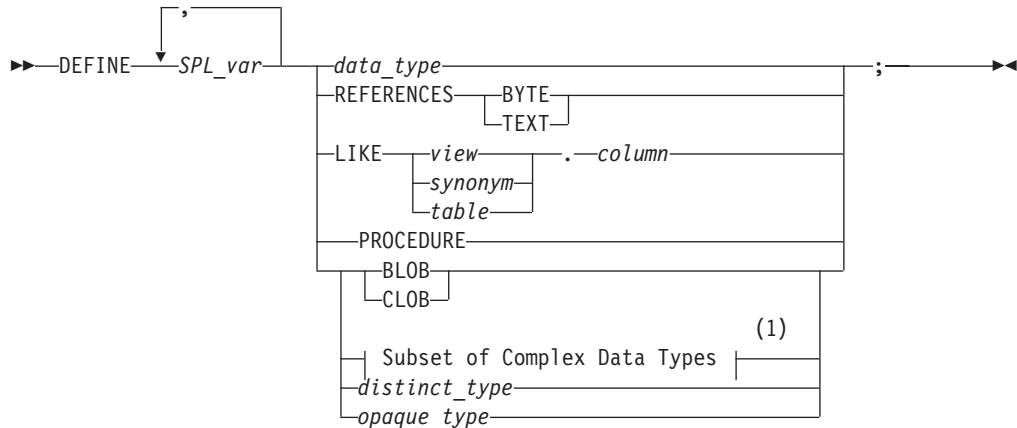 ,
DEFINE SPL_var data_type ;
REFERENCES BYTE
TEXT
LIKE view . column
synonym
table
PROCEDURE
BLOB
CLOB
(1)
Subset of Complex Data Types
distinct_type
opaque type